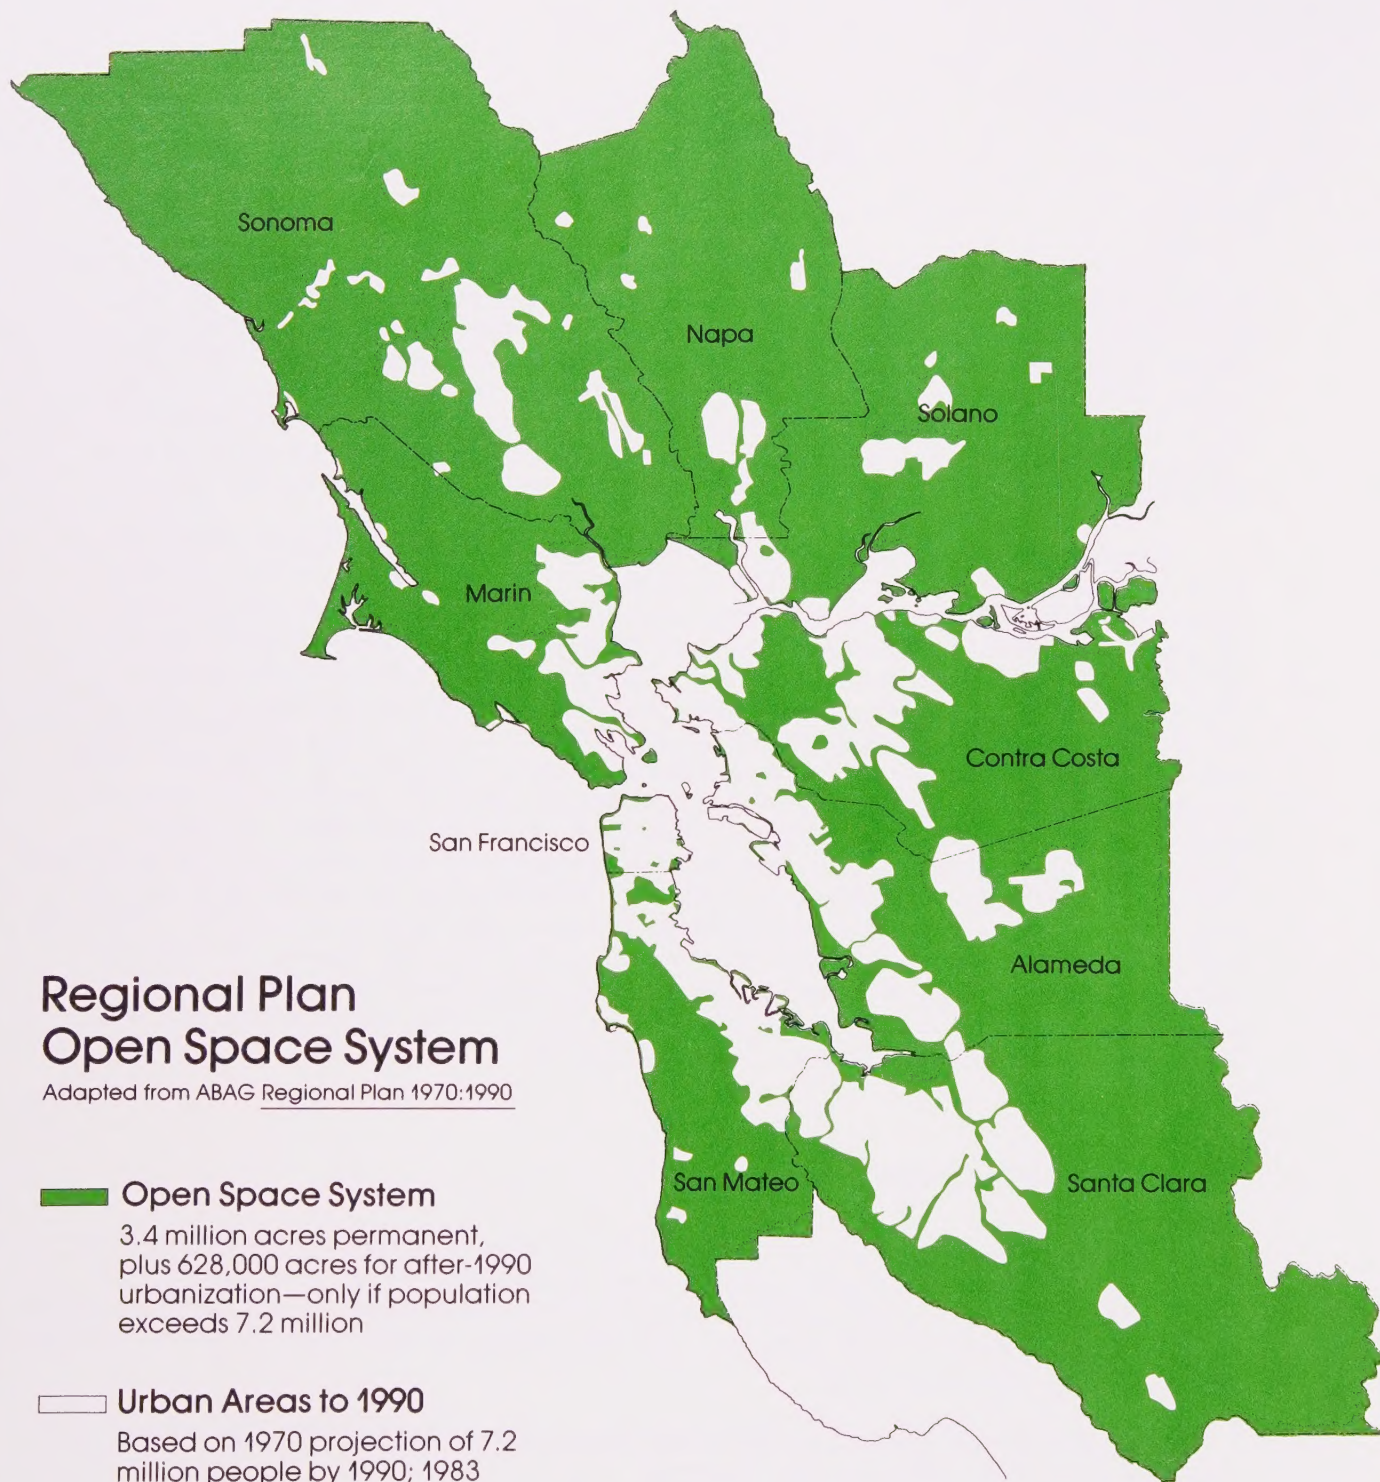 Sonoma
Napa
Solano
Marin
Contra Costa
San Francisco
Alameda
Regional Plan
Open Space System
Adapted from ABAG Regional Plan 1970:1990
San Mateo
Santa Clara
Open Space System
3.4 million acres permanent,
plus 628,000 acres for after-1990
urbanization—only if population
exceeds 7.2 million
Urban Areas to 1990
Based on 1970 projection of 7.2
million people by 1990; 1983